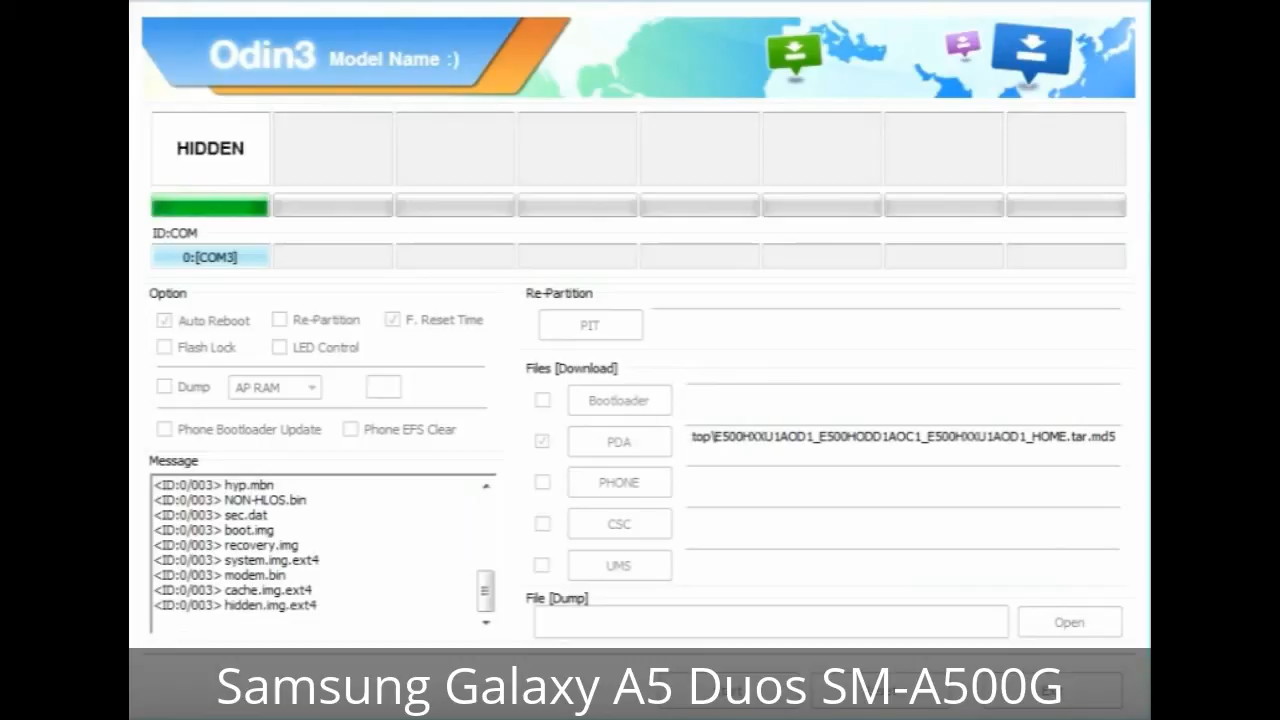 Odin3 Model Name :)
HIDDEN
ID:COM
0:[COM3]
Option
Auto Reboot
Re-Partition
F. Reset Time
Flash Lock
LED Control
Dump
AP RAM
Phone Bootloader Update
Phone EFS Clear
Message
<ID:0/003> hyp.mbn
<ID:0/003> NON-HLOS.bin
<ID:0/003> sec.dat
<ID:0/003> boot.img
<ID:0/003> recovery.img
<ID:0/003> system.img.ext4
<ID:0/003> modem.bin
<ID:0/003> cache.img.ext4
<ID:0/003> hidden.img.ext4
Re-Partition
PIT
Files [Download]
Bootloader
PDA
top\E500HXXU1AOD1_E500HODD1AOC1_E500HXXU1AOD1_HOME.tar.md5
PHONE
CSC
UMS
File [Dump]
Open
Samsung Galaxy A5 Duos SM-A500G